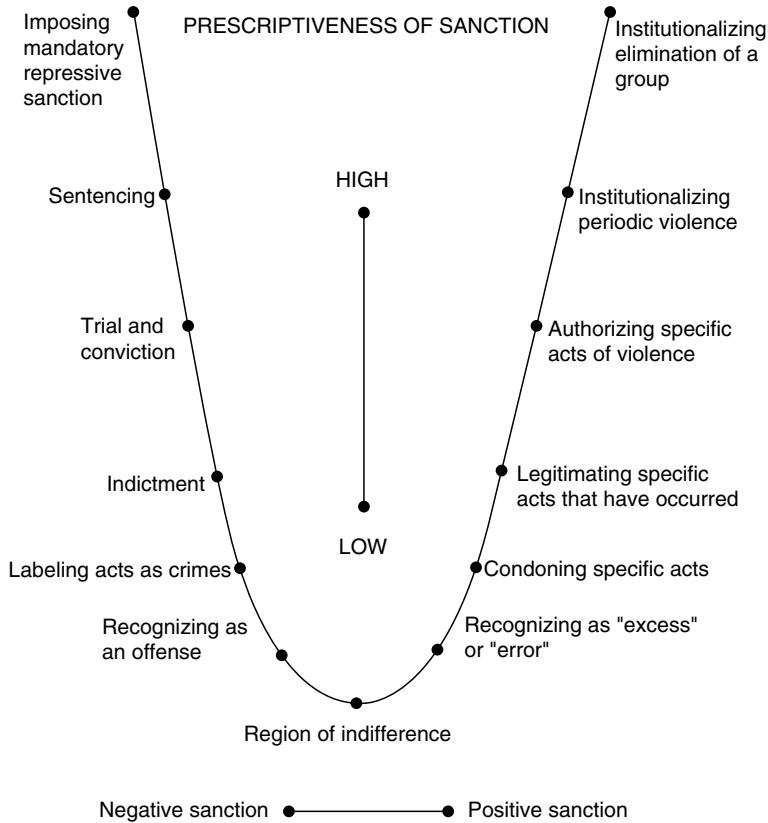 PRESCRIPTIVENESS OF SANCTION
Imposing
mandatory
repressive
sanction
Institutionalizing
elimination of a
group
HIGH
Sentencing
Institutionalizing
periodic violence
Trial and
conviction
Authorizing specific
acts of violence
Indictment
Legitimating specific
acts that have occurred
LOW
Labeling acts as crimes
Condoning specific acts
Recognizing as
an offense
Recognizing as "excess"
or "error"
Region of indifference
Negative sanction
Positive sanction